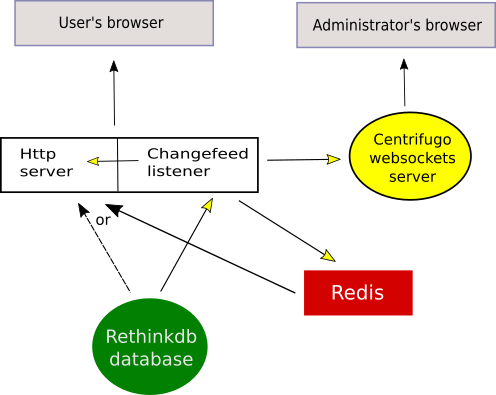 User's browser
Administrator's browser
Http
server
Changefeed
listener
Centrifugo
websockets
server
or
Redis
Rethinkdb
database